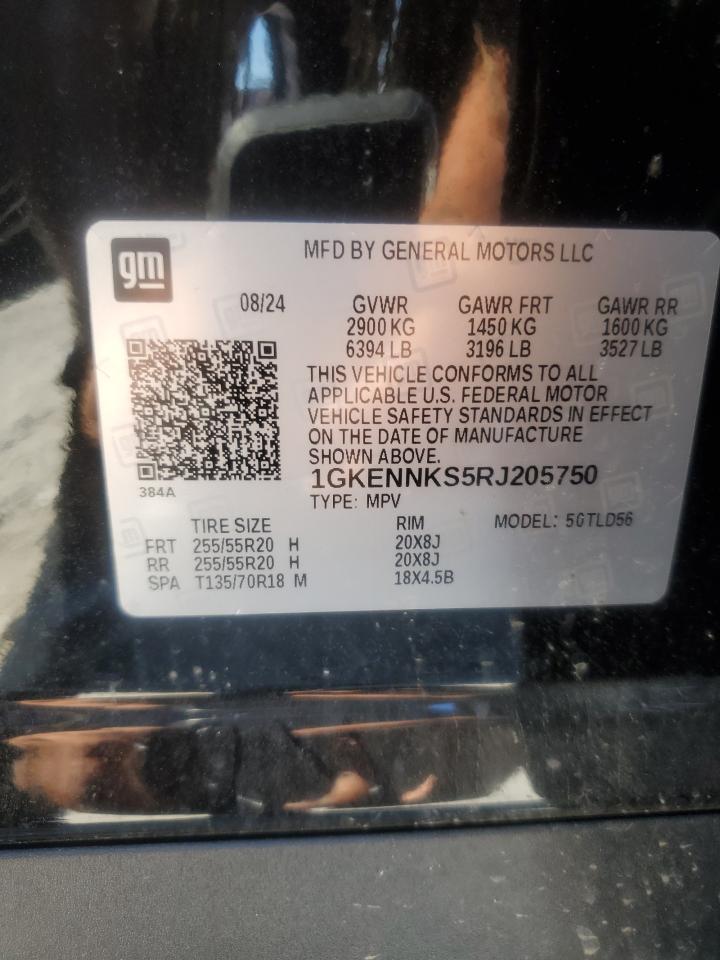 gm
MFD BY GENERAL MOTORS LLC
08/24 GVWR GAWR FRT GAWR RR
2900 KG 1450 KG 1600 KG
6394 LB 3196 LB 3527 LB
THIS VEHICLE CONFORMS TO ALL
APPLICABLE U.S. FEDERAL MOTOR
VEHICLE SAFETY STANDARDS IN EFFECT
ON THE DATE OF MANUFACTURE
SHOWN ABOVE.
1GKENNKS5RJ205750
384A
TYPE: MPV
TIRE SIZE RIM MODEL: 5GTLD56
FRT 255/55R20 H 20X8J
RR 255/55R20 H 20X8J
SPA T135/70R18 M 18X4.5B